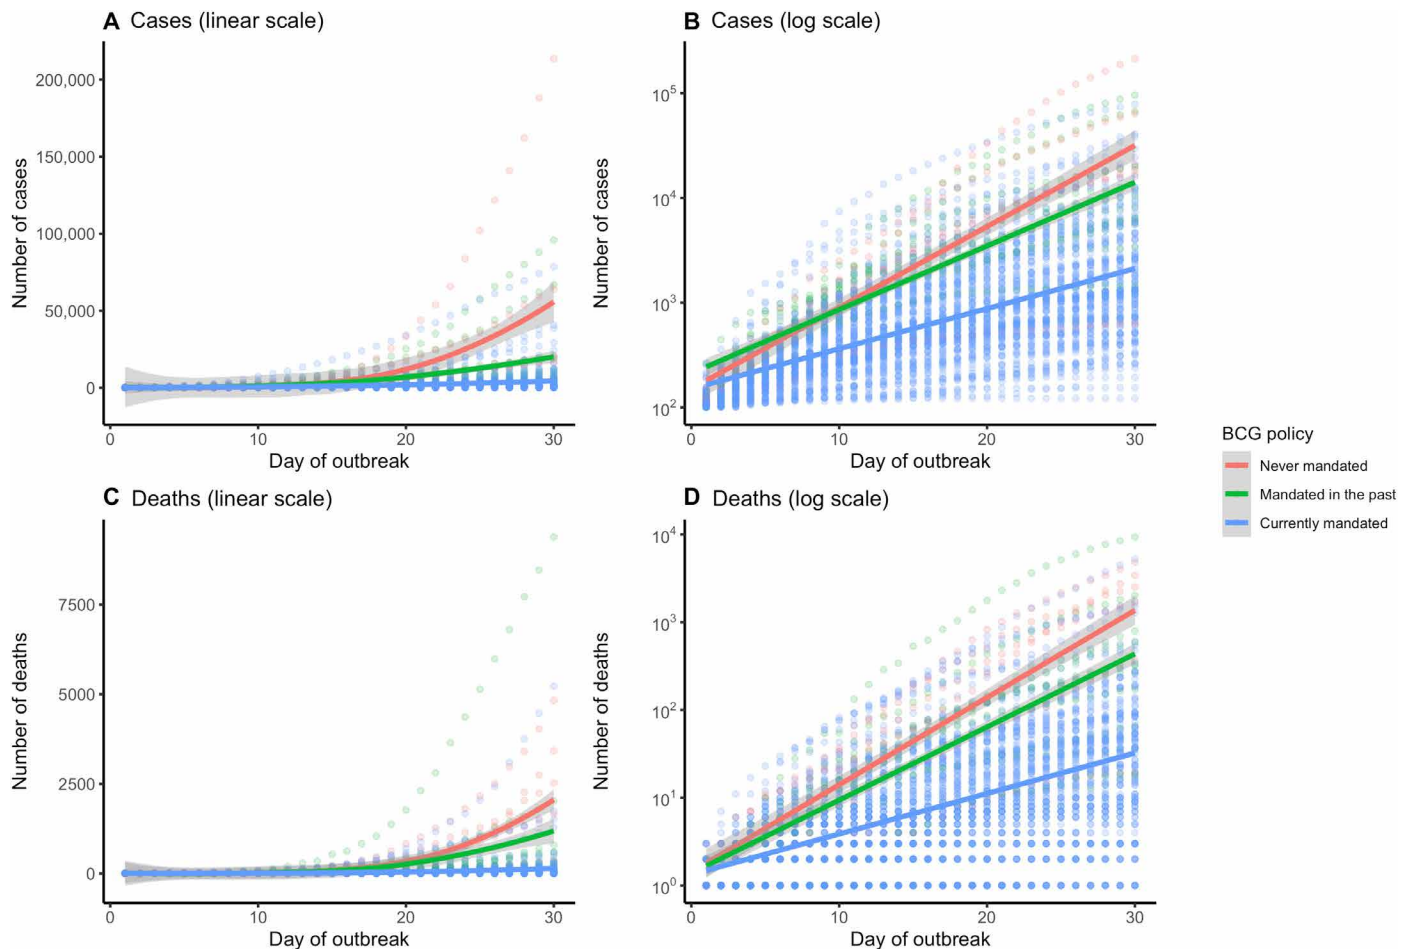 A Cases (linear scale)
Number of cases
200,000
150,000
100,000
50,000
0
0 10 20 30
Day of outbreak
B Cases (log scale)
Number of cases
10^5
10^4
10^3
10^2
0 10 20 30
Day of outbreak
C Deaths (linear scale)
Number of deaths
7500
5000
2500
0
0 10 20 30
Day of outbreak
D Deaths (log scale)
Number of deaths
10^4
10^3
10^2
10^1
10^0
0 10 20 30
Day of outbreak
BCG policy
Never mandated
Mandated in the past
Currently mandated